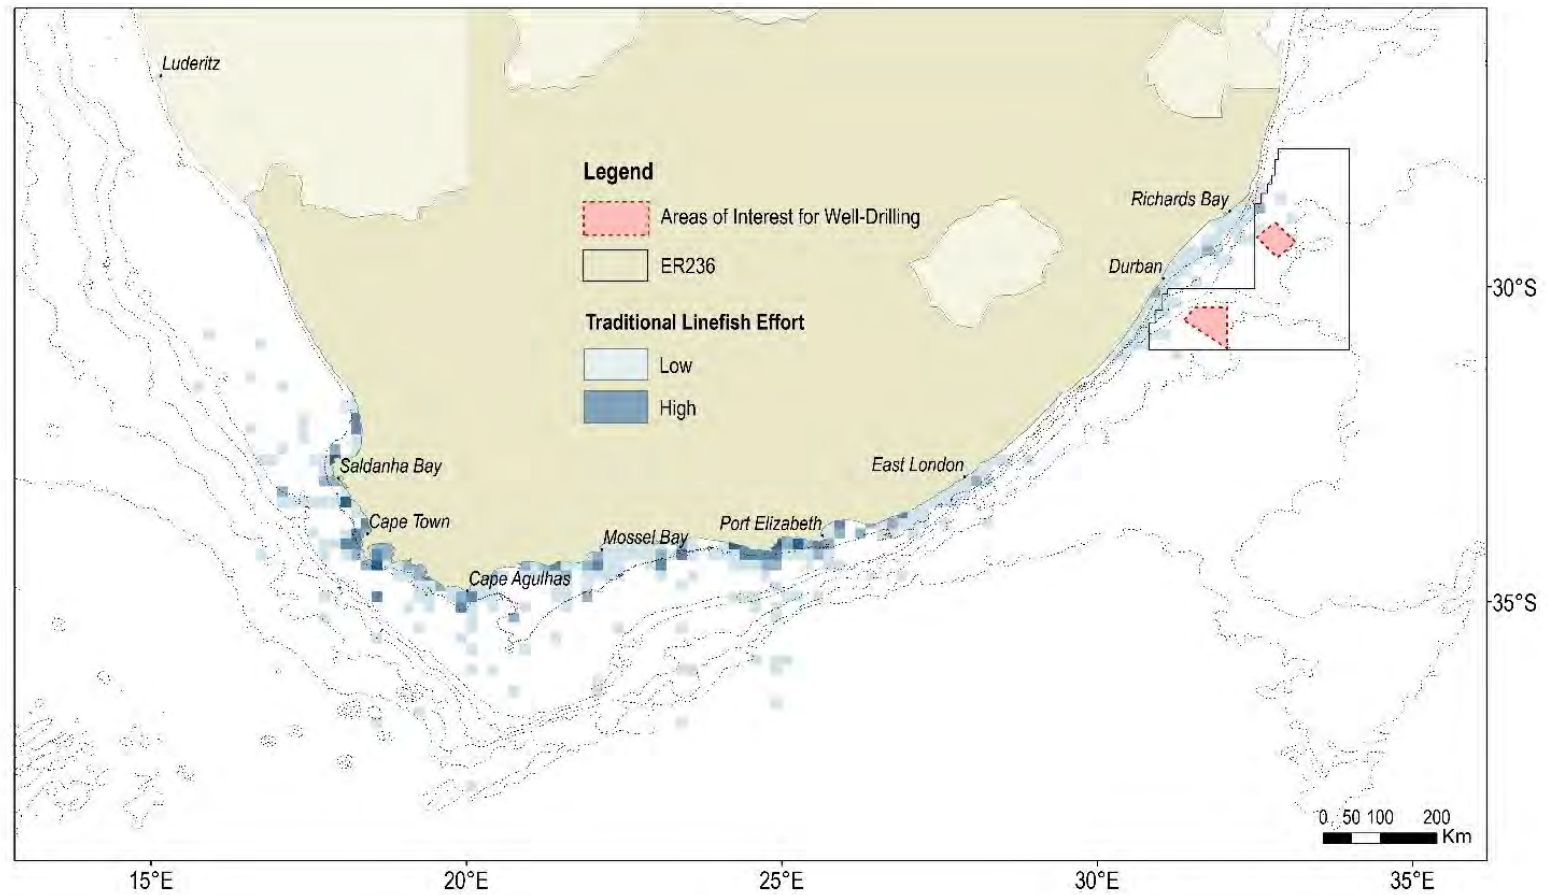 Luderitz
Legend
Areas of Interest for Well-Drilling
ER236
Traditional Linefish Effort
Low
High
Richards Bay
Durban
30°S
Saldanha Bay
East London
Cape Town
Port Elizabeth
Mossel Bay
Cape Agulhas
35°S
0 50 100 200
Km
15°E 20°E 25°E 30°E 35°E